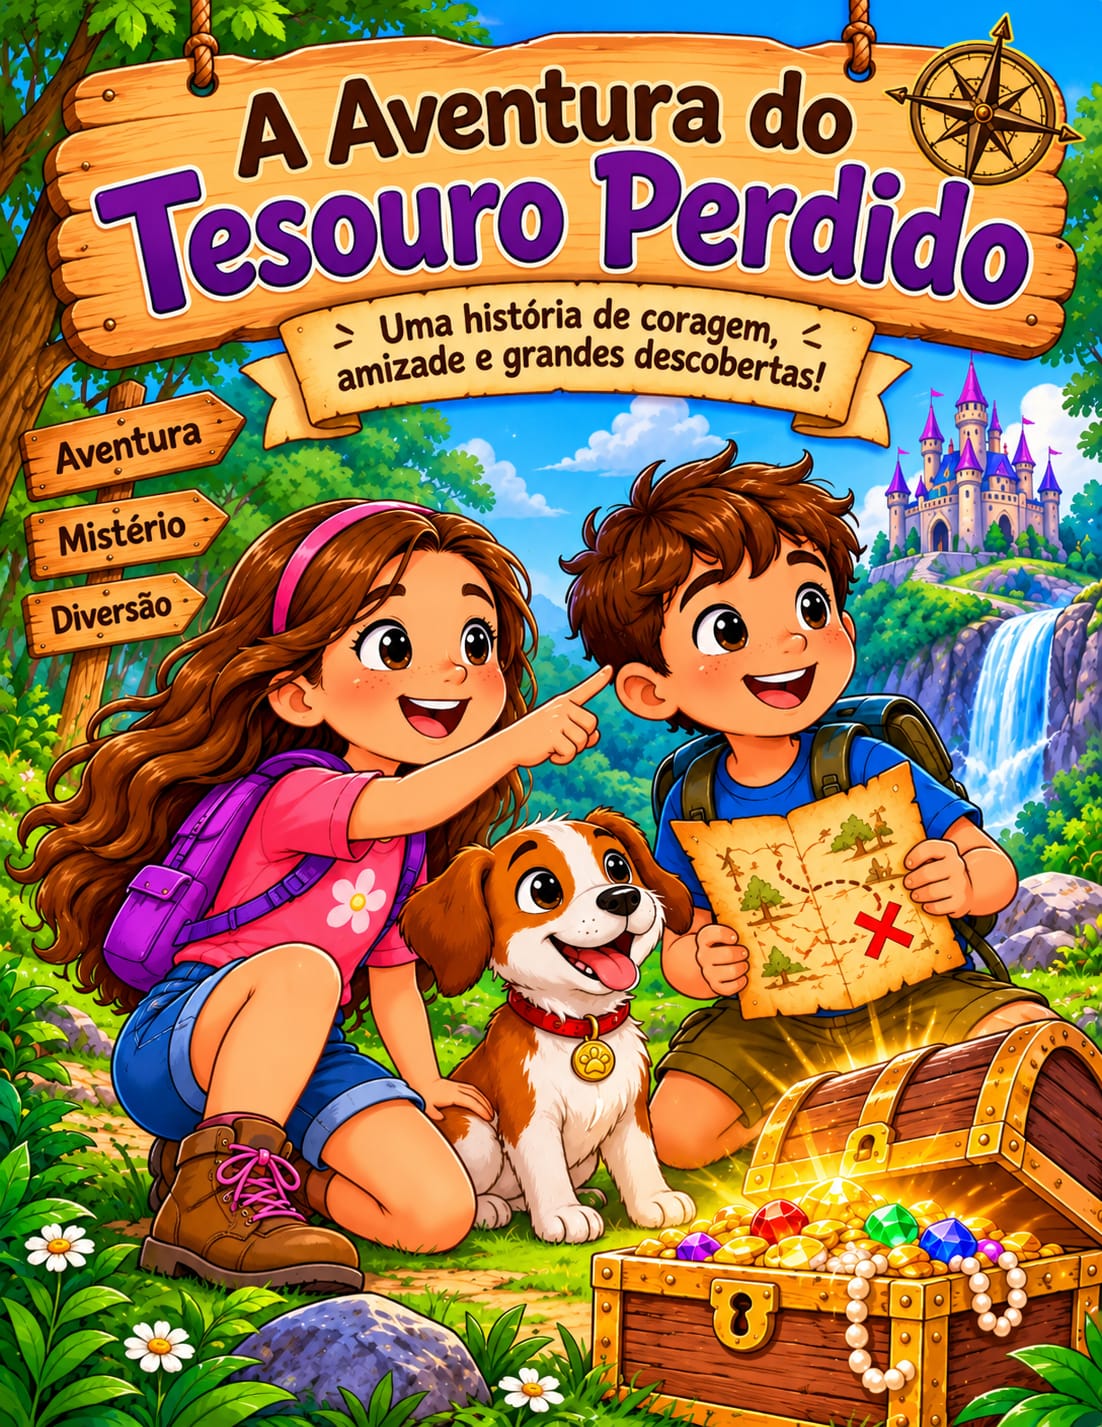 A Aventura do
Tesouro Perdido
Uma história de coragem,
amizade e grandes descobertas!
Aventura
Mistério
Diversão